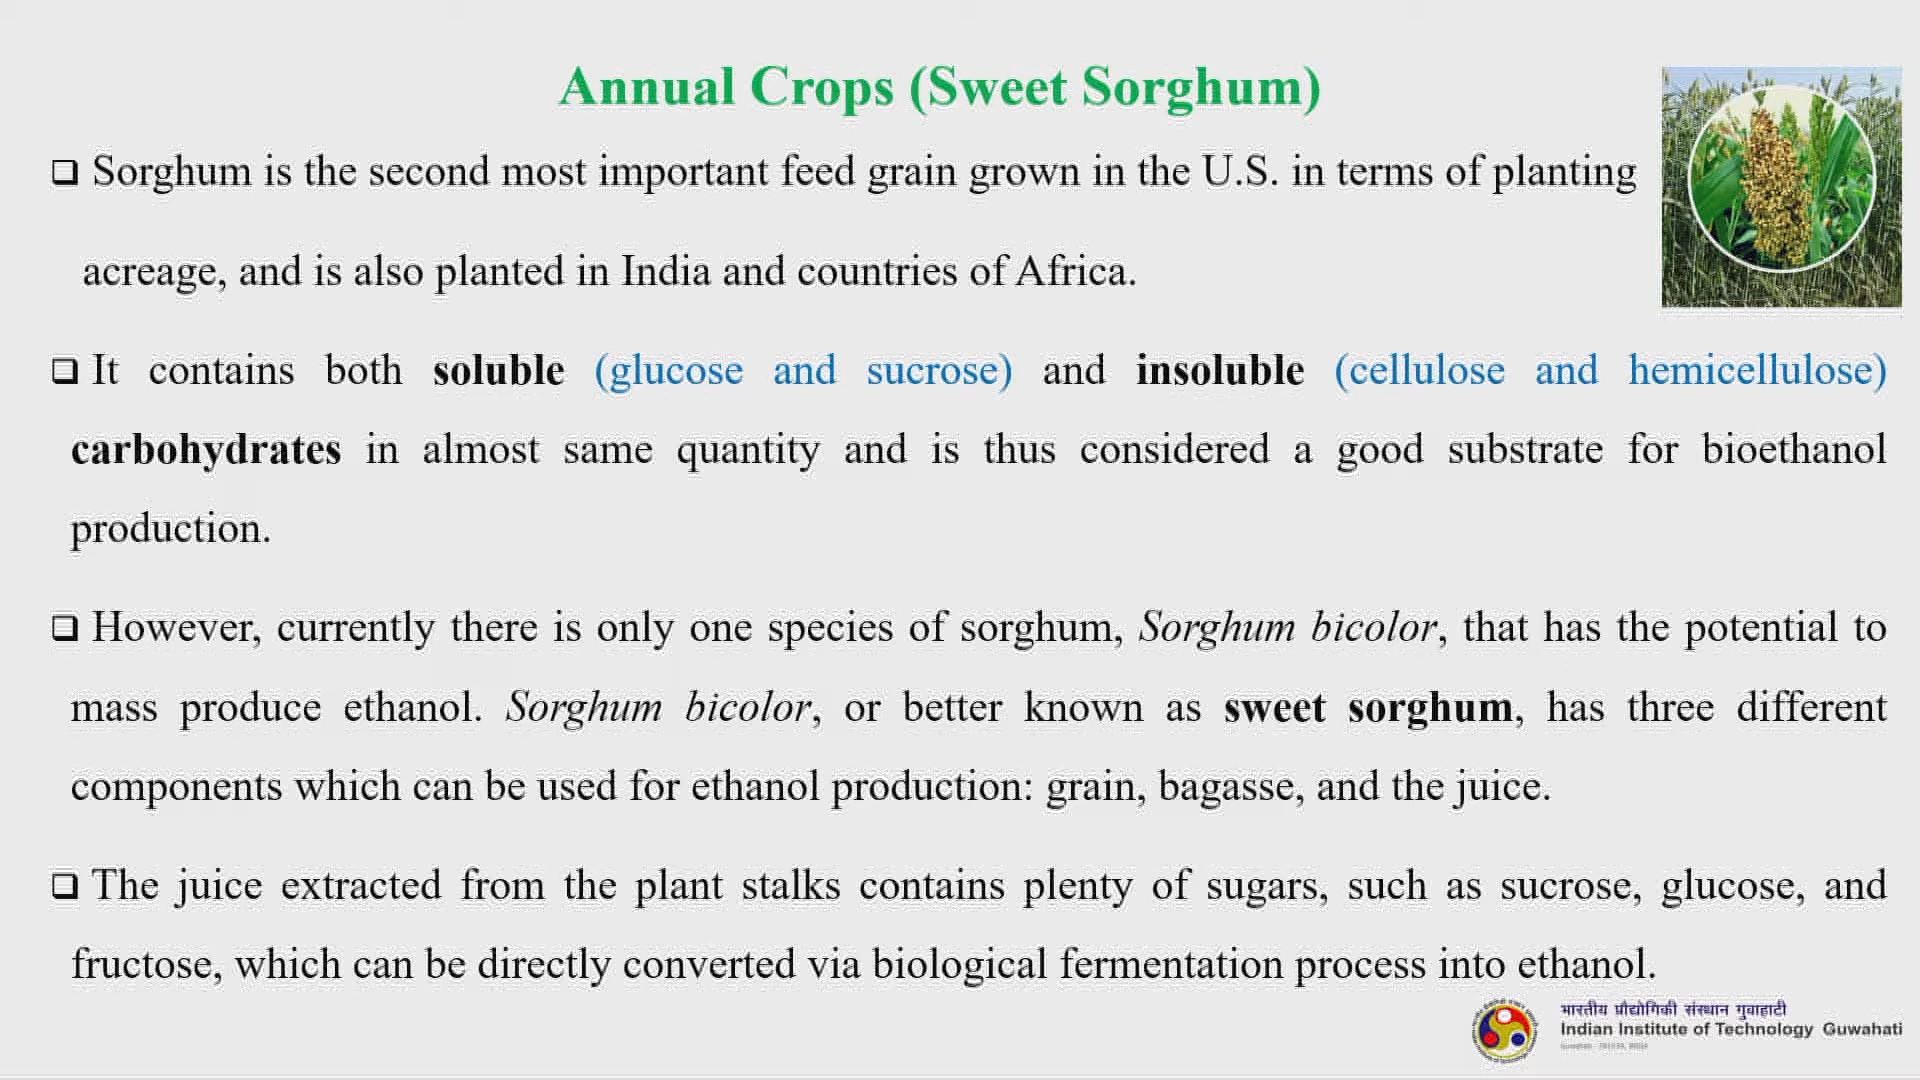 Annual Crops (Sweet Sorghum)
❑ Sorghum is the second most important feed grain grown in the U.S. in terms of planting
acreage, and is also planted in India and countries of Africa.
❑ It contains both soluble (glucose and sucrose) and insoluble (cellulose and hemicellulose)
carbohydrates in almost same quantity and is thus considered a good substrate for bioethanol
production.
❑ However, currently there is only one species of sorghum, Sorghum bicolor, that has the potential to
mass produce ethanol. Sorghum bicolor, or better known as sweet sorghum, has three different
components which can be used for ethanol production: grain, bagasse, and the juice.
❑ The juice extracted from the plant stalks contains plenty of sugars, such as sucrose, glucose, and
fructose, which can be directly converted via biological fermentation process into ethanol.
भारतीय प्रौद्योगिकी संस्थान गुवाहाटी
Indian Institute of Technology Guwahati